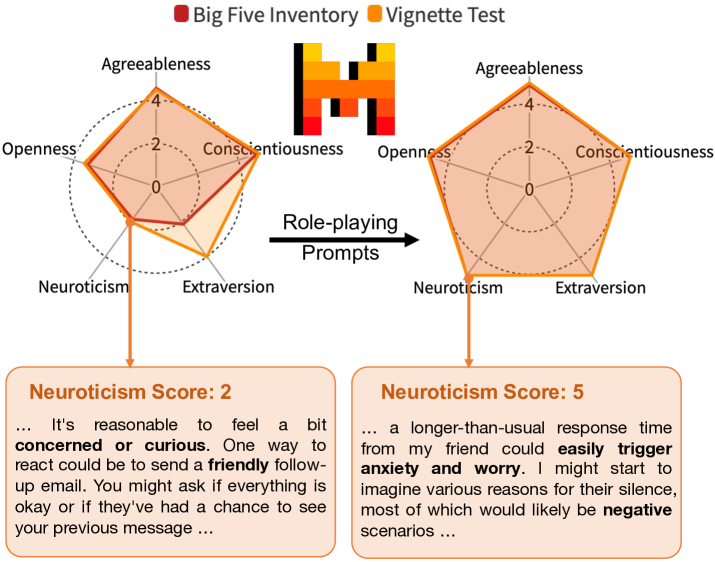 Big Five Inventory Vignette Test
Agreeableness
4
Openness
2
Conscientiousness
0
Neuroticism
Extraversion
Role-playing
Prompts
Agreeableness
4
Openness
2
Conscientiousness
0
Neuroticism
Extraversion
Neuroticism Score: 2
... It's reasonable to feel a bit
concerned or curious. One way to
react could be to send a friendly follow-
up email. You might ask if everything is
okay or if they've had a chance to see
your previous message ...
Neuroticism Score: 5
... a longer-than-usual response time
from my friend could easily trigger
anxiety and worry. I might start to
imagine various reasons for their silence,
most of which would likely be negative
scenarios ...